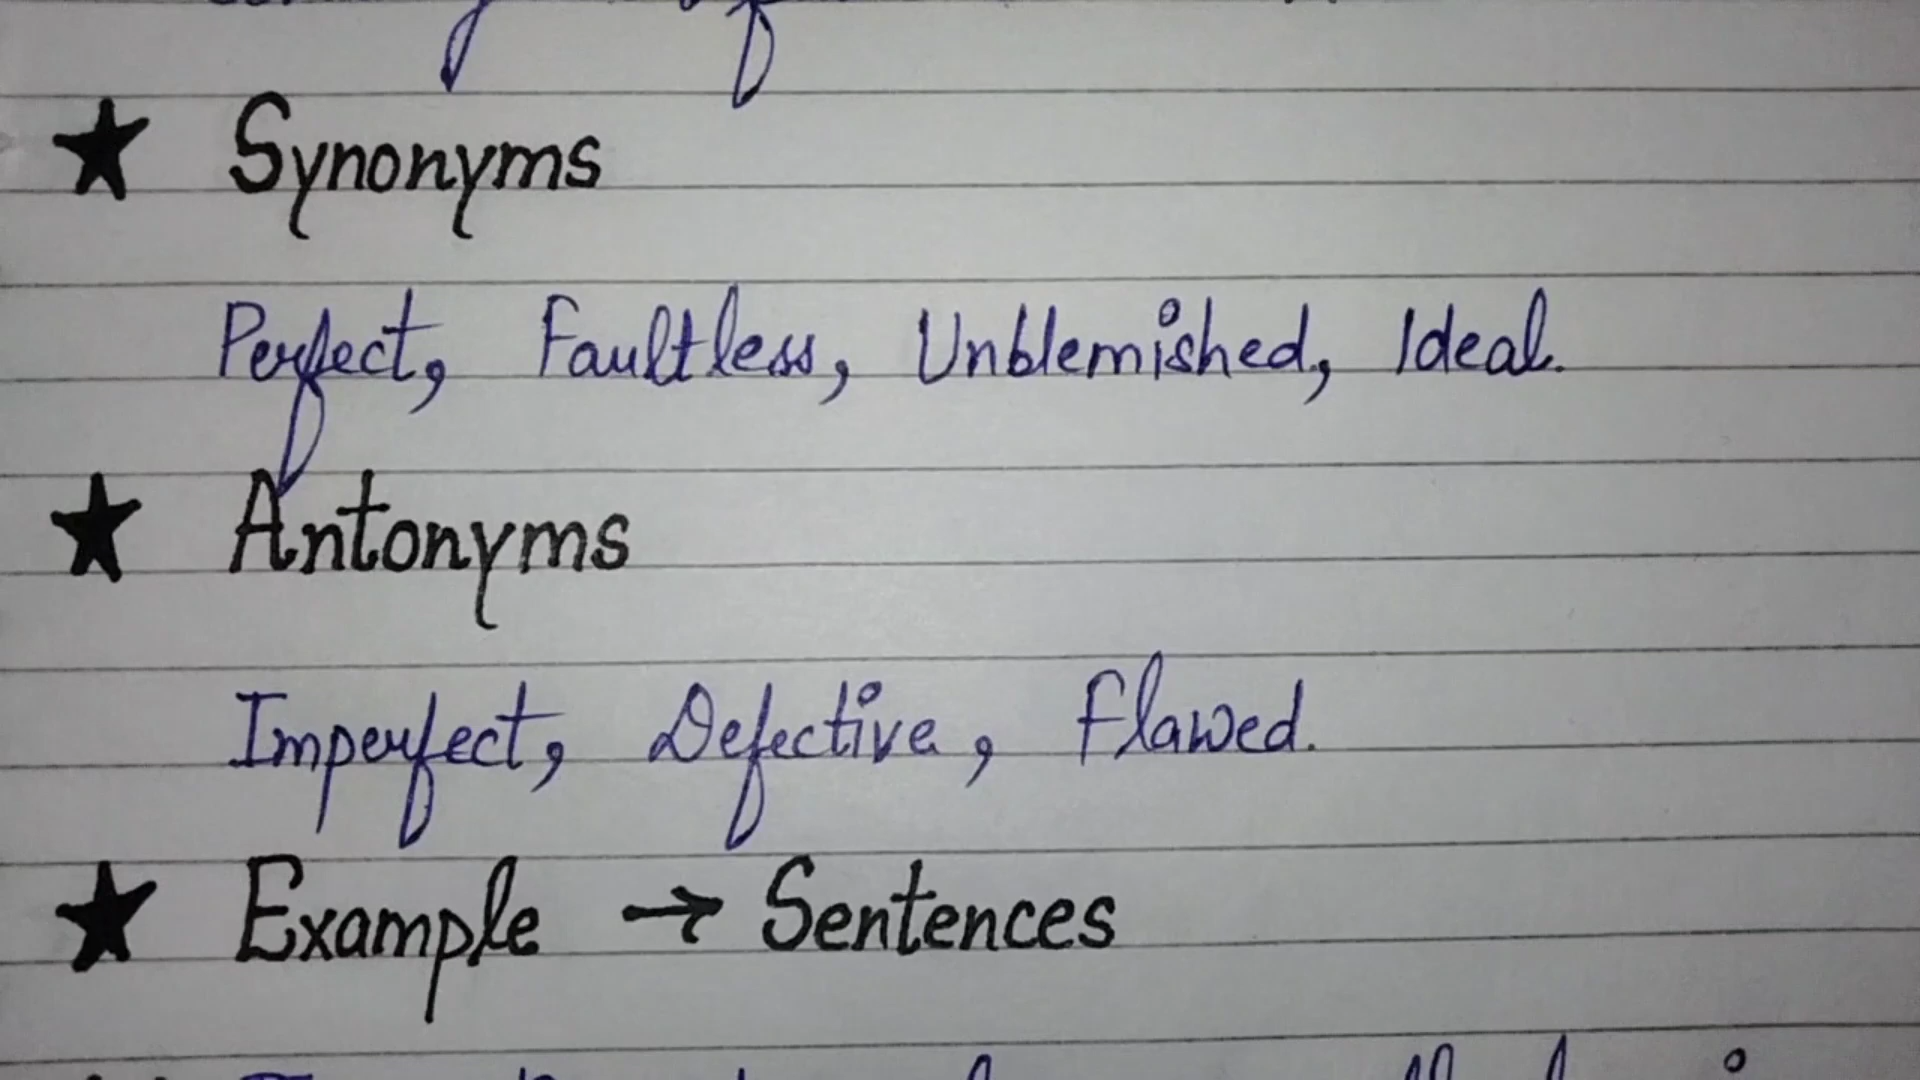 ★ Synonyms
Perfect, Faultless, Unblemished, Ideal.
★ Antonyms
Imperfect, Defective, Flawed.
★ Example → Sentences